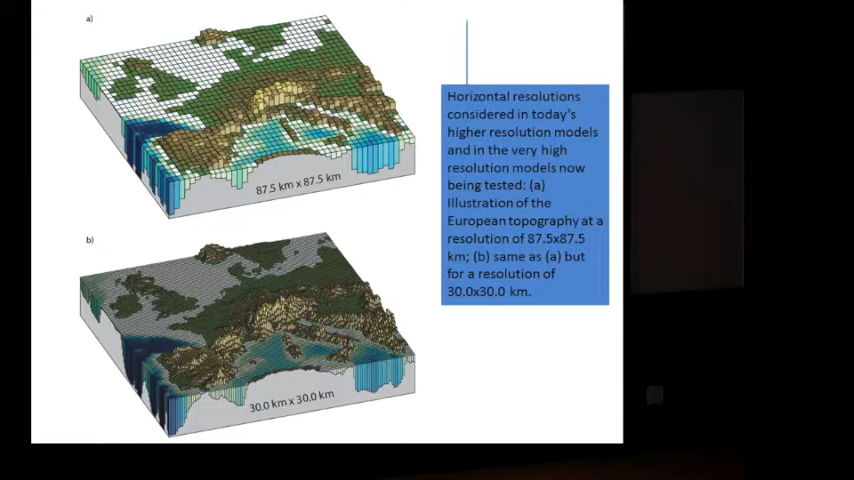 a)
87.5 km x 87.5 km
b)
30.0 km x 30.0 km
Horizontal resolutions
considered in today's
higher resolution models
and in the very high
resolution models now
being tested: (a)
Illustration of the
European topography at a
resolution of 87.5x87.5
km; (b) same as (a) but
for a resolution of
30.0x30.0 km.